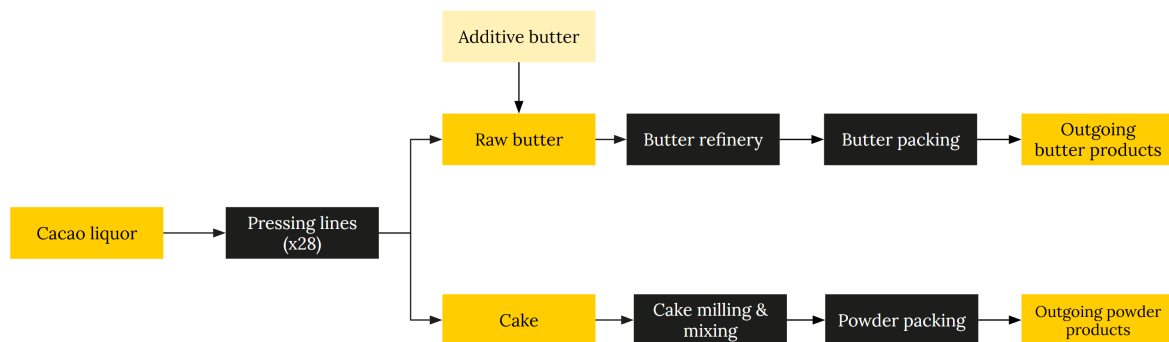 Additive butter
Raw butter
Butter refinery
Butter packing
Outgoing
butter products
Cacao liquor
Pressing lines
(x28)
Cake
Cake milling &
mixing
Powder packing
Outgoing powder
products